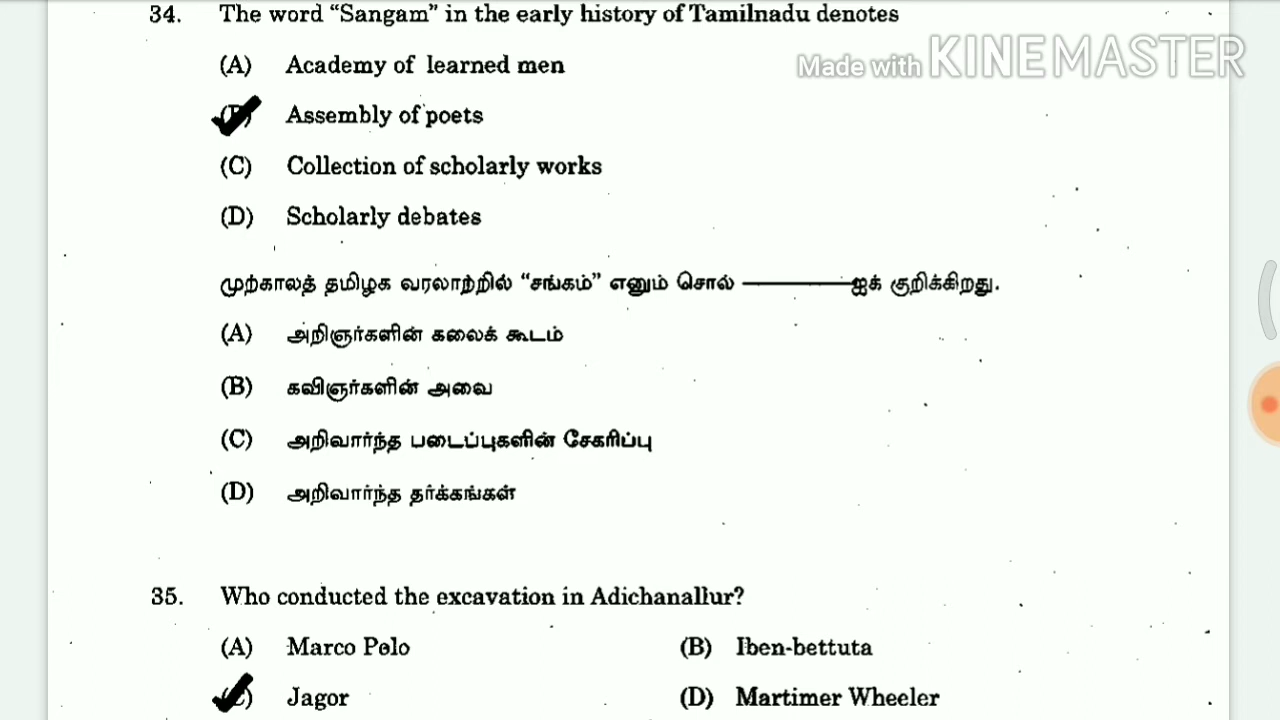 34. The word “Sangam” in the early history of Tamilnadu denotes
Made with KINEMASTER
(A) Academy of learned men
(B) Assembly of poets
(C) Collection of scholarly works
(D) Scholarly debates
முற்காலத் தமிழக வரலாற்றில் “சங்கம்” எனும் சொல் ————ஐக் குறிக்கிறது.
(A) அறிஞர்களின் கலைக் கூடம்
(B) கவிஞர்களின் அவை
(C) அறிவார்ந்த படைப்புகளின் சேகரிப்பு
(D) அறிவார்ந்த தர்க்கங்கள்
35. Who conducted the excavation in Adichanallur?
(A) Marco Polo (B) Iben-bettuta
(C) Jagor (D) Martimer Wheeler